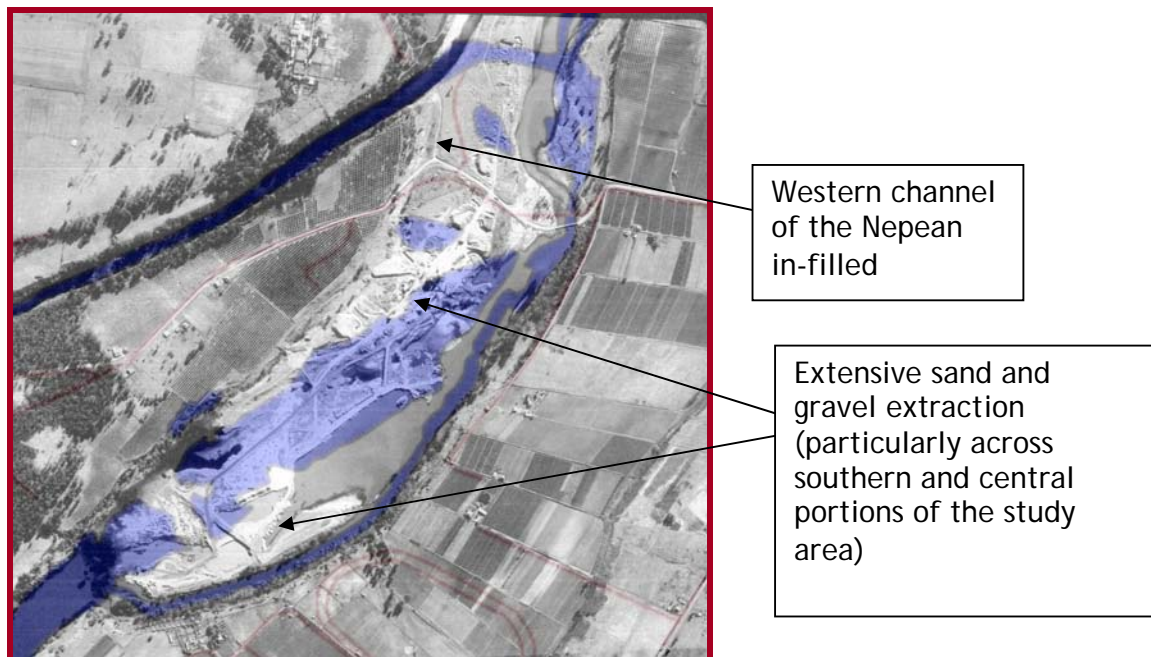 Western channel
of the Nepean
in-filled
Extensive sand and
gravel extraction
(particularly across
southern and central
portions of the study
area)